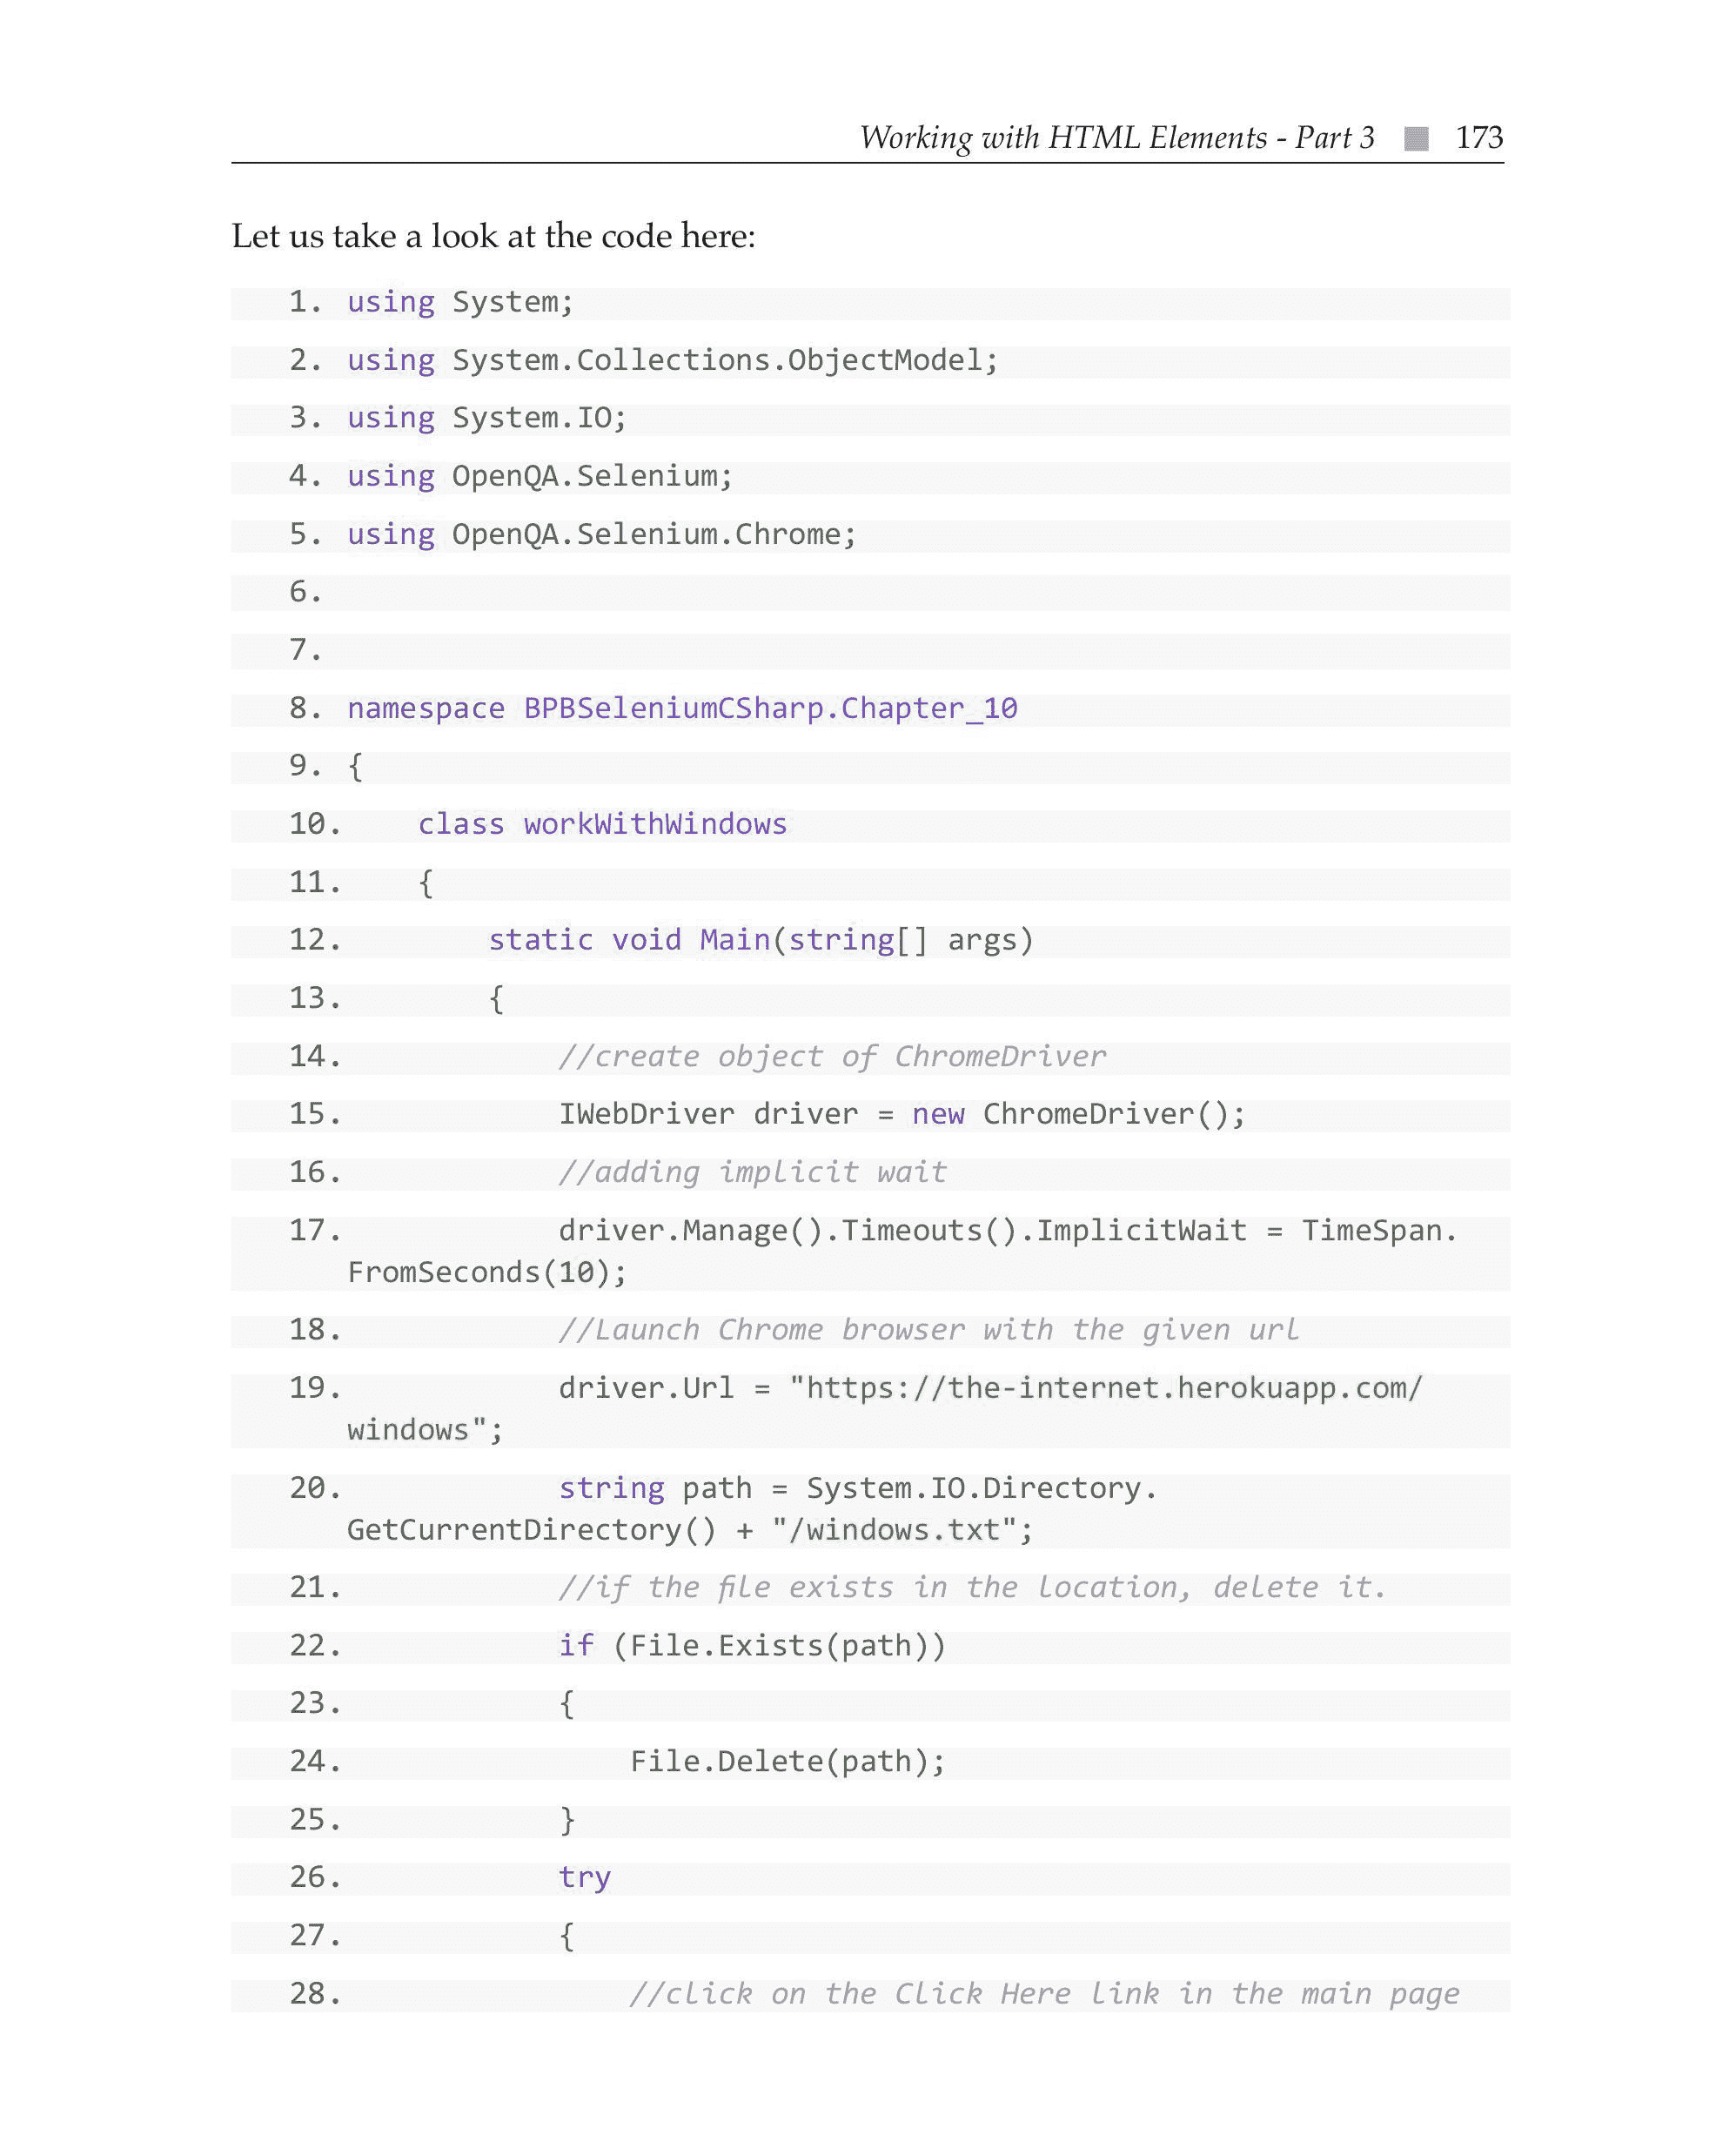 Working with HTML Elements - Part 3 173
Let us take a look at the code here:
1. using System;
2. using System.Collections.ObjectModel;
3. using System.IO;
4. using OpenQA.Selenium;
5. using OpenQA.Selenium.Chrome;
6.
7.
8. namespace BPBSeleniumCSharp.Chapter_10
9. {
10.    class workWithWindows
11.    {
12.        static void Main(string[] args)
13.        {
14.            //create object of ChromeDriver
15.            IWebDriver driver = new ChromeDriver();
16.            //adding implicit wait
17.            driver.Manage().Timeouts().ImplicitWait = TimeSpan.
FromSeconds(10);
18.            //Launch Chrome browser with the given url
19.            driver.Url = "https://the-internet.herokuapp.com/
windows";
20.            string path = System.IO.Directory.
GetCurrentDirectory() + "/windows.txt";
21.            //if the file exists in the location, delete it.
22.            if (File.Exists(path))
23.            {
24.                File.Delete(path);
25.            }
26.            try
27.            {
28.                //click on the Click Here link in the main page